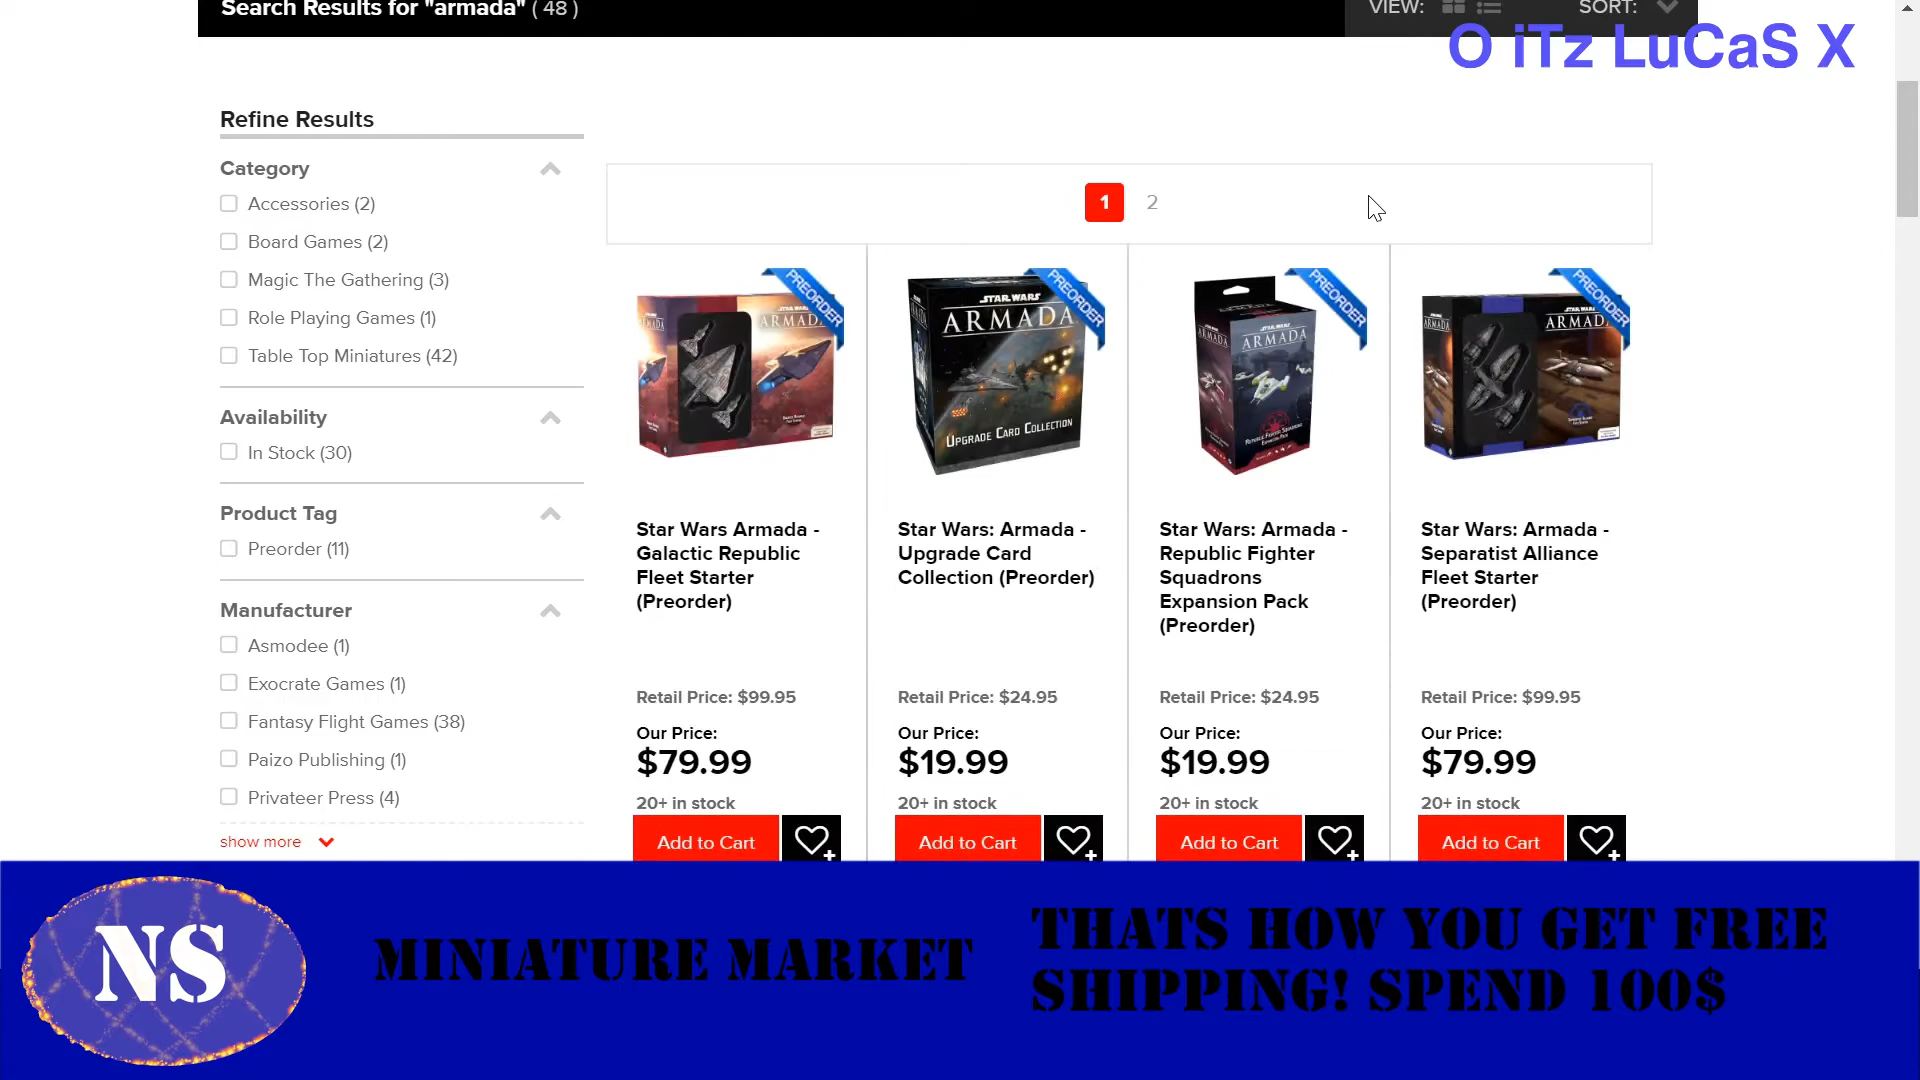 Search Results for "armada" ( 48 )
VIEW:
SORT:
O iTz LuCaS X
Refine Results
Category
Accessories (2)
Board Games (2)
Magic The Gathering (3)
Role Playing Games (1)
Table Top Miniatures (42)
Availability
In Stock (30)
Product Tag
Preorder (11)
Manufacturer
Asmodee (1)
Exocrate Games (1)
Fantasy Flight Games (38)
Paizo Publishing (1)
Privateer Press (4)
show more
1 2
PREORDER
ARMADA
Star Wars Armada -
Galactic Republic
Fleet Starter
(Preorder)
Retail Price: $99.95
Our Price:
$79.99
20+ in stock
Add to Cart
PREORDER
STAR WARS
ARMADA
UPGRADE CARD COLLECTION
Star Wars: Armada -
Upgrade Card
Collection (Preorder)
Retail Price: $24.95
Our Price:
$19.99
20+ in stock
Add to Cart
PREORDER
STAR WARS
ARMADA
ARMADA
REPUBLIC FIGHTER SQUADRONS
EXPANSION PACK
Star Wars: Armada -
Republic Fighter
Squadrons
Expansion Pack
(Preorder)
Retail Price: $24.95
Our Price:
$19.99
20+ in stock
Add to Cart
PREORDER
ARMADA
ARMADA
Star Wars: Armada -
Separatist Alliance
Fleet Starter
(Preorder)
Retail Price: $99.95
Our Price:
$79.99
20+ in stock
Add to Cart
NS
MINIATURE MARKET
THATS HOW YOU GET FREE
SHIPPING! SPEND 100$